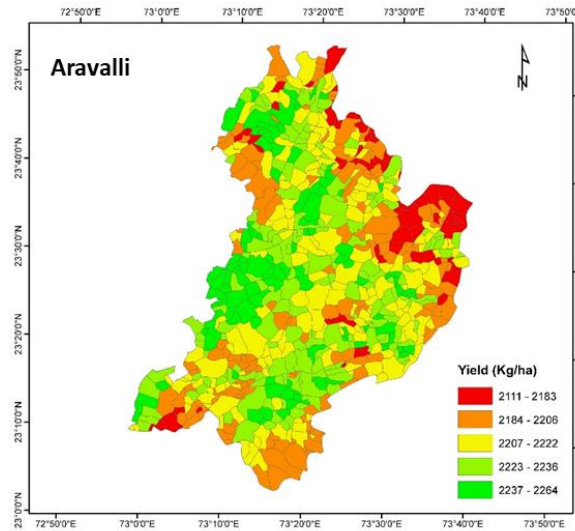 72°50'0"E 73°0'0"E 73°10'0"E 73°20'0"E 73°30'0"E 73°40'0"E 73°50'0"E
Aravalli
N
23°50'0"N
23°40'0"N
23°30'0"N
23°20'0"N
23°10'0"N
23°0'0"N
Yield (Kg/ha)
2111 - 2183
2184 - 2206
2207 - 2222
2223 - 2236
2237 - 2264
72°50'0"E 73°0'0"E 73°10'0"E 73°20'0"E 73°30'0"E 73°40'0"E